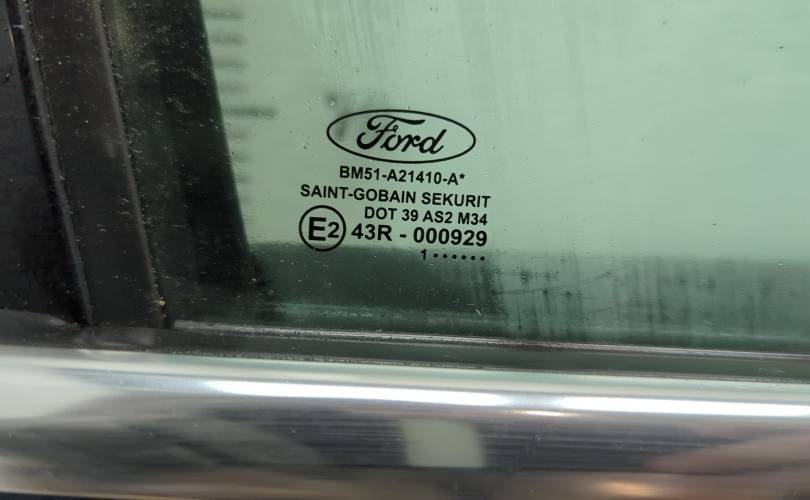 Ford
BM51-A21410-A*
SAINT-GOBAIN SEKURIT
DOT 39 AS2 M34
E2 43R - 000929
1 • • • • • •